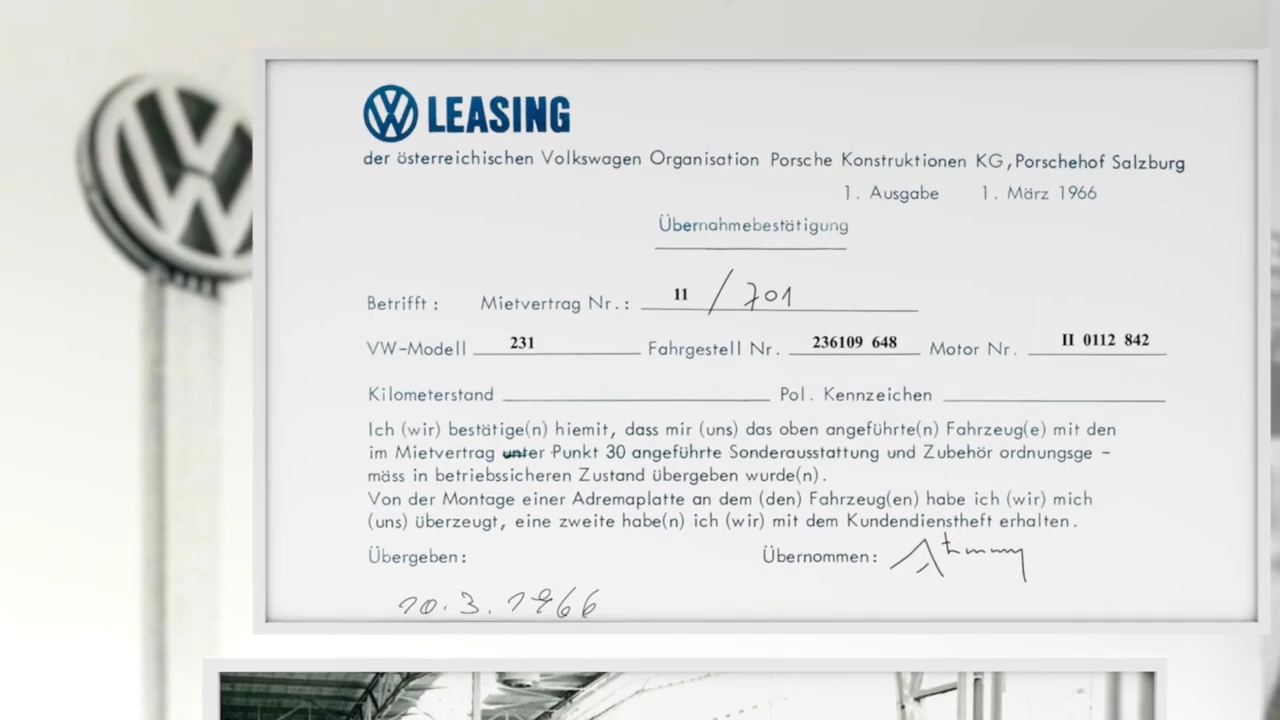 VW LEASING
der österreichischen Volkswagen Organisation Porsche Konstruktionen KG, Porschehof Salzburg
1. Ausgabe 1. März 1966
Übernahmebestätigung
Betrifft: Mietvertrag Nr.: 11 / 701
VW-Modell 231 Fahrgestell Nr. 236109 648 Motor Nr. II 0112 842
Kilometerstand Pol. Kennzeichen
Ich (wir) bestätige(n) hiemit, dass mir (uns) das oben angeführte(n) Fahrzeug(e) mit den
im Mietvertrag unter Punkt 30 angeführte Sonderausstattung und Zubehör ordnungsge -
mäss in betriebssicheren Zustand übergeben wurde(n).
Von der Montage einer Adremaplatte an dem (den) Fahrzeug(en) habe ich (wir) mich
(uns) überzeugt, eine zweite habe(n) ich (wir) mit dem Kundendienstheft erhalten.
Übergeben: Übernommen:
10.3.1966